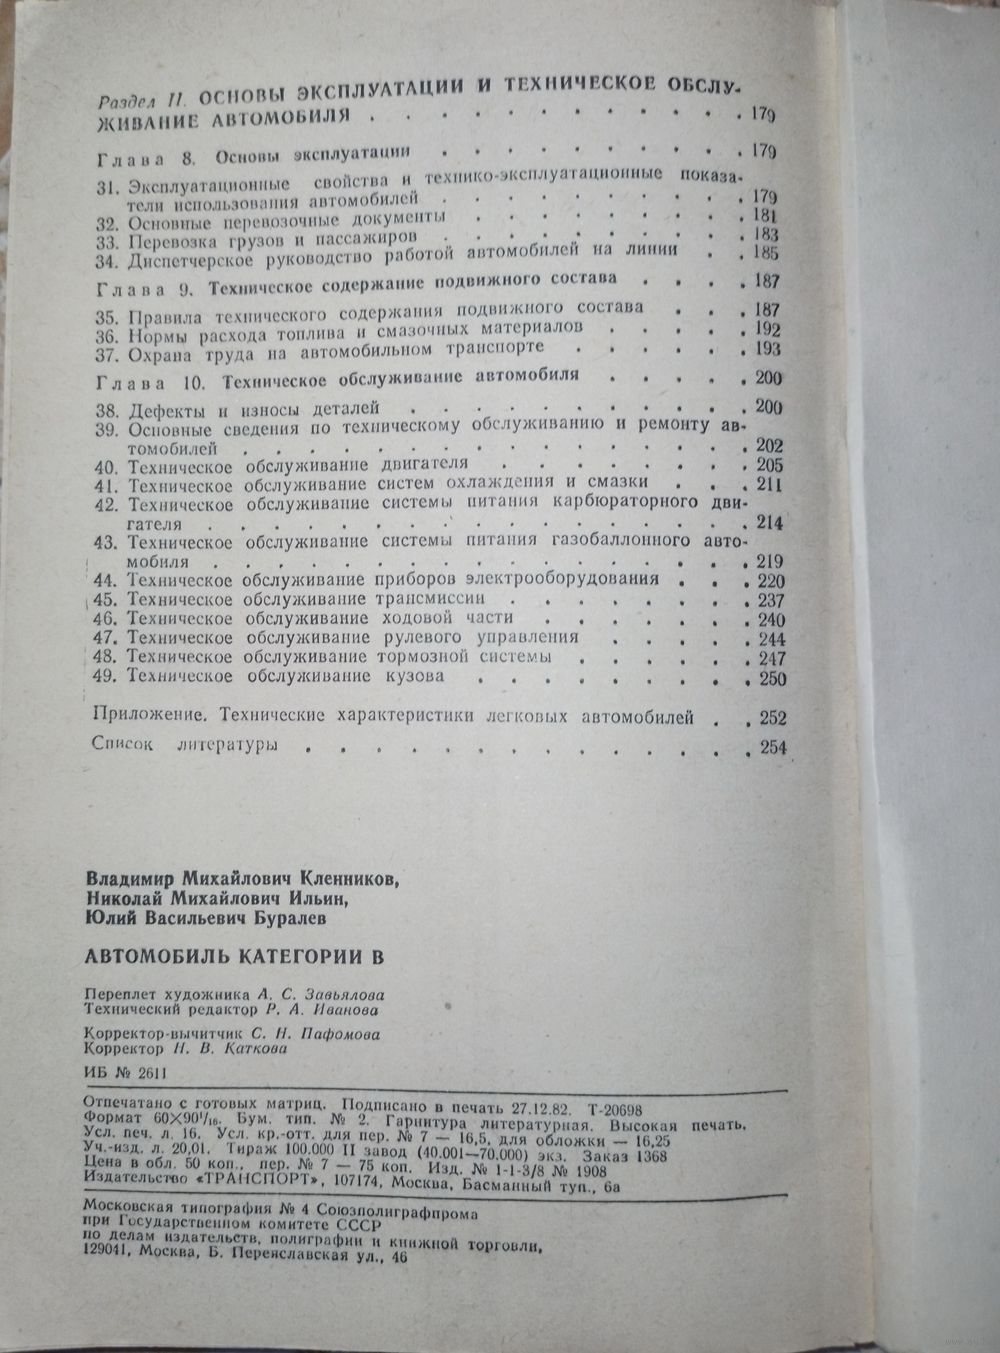 Раздел II. ОСНОВЫ ЭКСПЛУАТАЦИИ И ТЕХНИЧЕСКОЕ ОБСЛУ-
ЖИВАНИЕ АВТОМОБИЛЯ . . . . . . . . . . . 179
Глава 8. Основы эксплуатации . . . . . . . . . 179
31. Эксплуатационные свойства и технико-эксплуатационные показа-
тели использования автомобилей . . . . . . . . . 179
32. Основные перевозочные документы . . . . . . . . 181
33. Перевозка грузов и пассажиров . . . . . . . . . 183
34. Диспетчерское руководство работой автомобилей на линии . . 185
Глава 9. Техническое содержание подвижного состава . . . . 187
35. Правила технического содержания подвижного состава . . . 187
36. Нормы расхода топлива и смазочных материалов . . . . . 192
37. Охрана труда на автомобильном транспорте . . . . . . 193
Глава 10. Техническое обслуживание автомобиля . . . . . 200
38. Дефекты и износы деталей . . . . . . . . . . 200
39. Основные сведения по техническому обслуживанию и ремонту ав-
томобилей . . . . . . . . . . . . . . . 202
40. Техническое обслуживание двигателя . . . . . . . 205
41. Техническое обслуживание систем охлаждения и смазки . . . 211
42. Техническое обслуживание системы питания карбюраторного дви-
гателя . . . . . . . . . . . . . . . . 214
43. Техническое обслуживание системы питания газобаллонного авто-
мобиля . . . . . . . . . . . . . . . . 219
44. Техническое обслуживание приборов электрооборудования . . . 220
45. Техническое обслуживание трансмиссии . . . . . . . 237
46. Техническое обслуживание ходовой части . . . . . . 240
47. Техническое обслуживание рулевого управления . . . . 244
48. Техническое обслуживание тормозной системы . . . . . 247
49. Техническое обслуживание кузова . . . . . . . . 250
Приложение. Технические характеристики легковых автомобилей . . 252
Список литературы . . . . . . . . . . . . . 254
Владимир Михайлович Кленников,
Николай Михайлович Ильин,
Юлий Васильевич Буралев
АВТОМОБИЛЬ КАТЕГОРИИ В
Переплет художника А. С. Завьялова
Технический редактор Р. А. Иванова
Корректор-вычитчик С. Н. Пафомова
Корректор Н. В. Каткова
ИБ № 2611
Отпечатано с готовых матриц. Подписано в печать 27.12.82. Т-20698
Формат 60×90¹/₁₆. Бум. тип. № 2. Гарнитура литературная. Высокая печать.
Усл. печ. л. 16. Усл. кр.-отт. для пер. № 7 — 16,5, для обложки — 16,25
Уч.-изд. л. 20,01. Тираж 100.000 II завод (40.001—70.000) экз. Заказ 1368
Цена в обл. 50 коп., пер. № 7 — 75 коп. Изд. № 1-1-3/8 № 1908
Издательство «ТРАНСПОРТ», 107174, Москва, Басманный туп., 6а
Московская типография № 4 Союзполиграфпрома
при Государственном комитете СССР
по делам издательств, полиграфии и книжной торговли,
129041, Москва, Б. Переяславская ул., 46